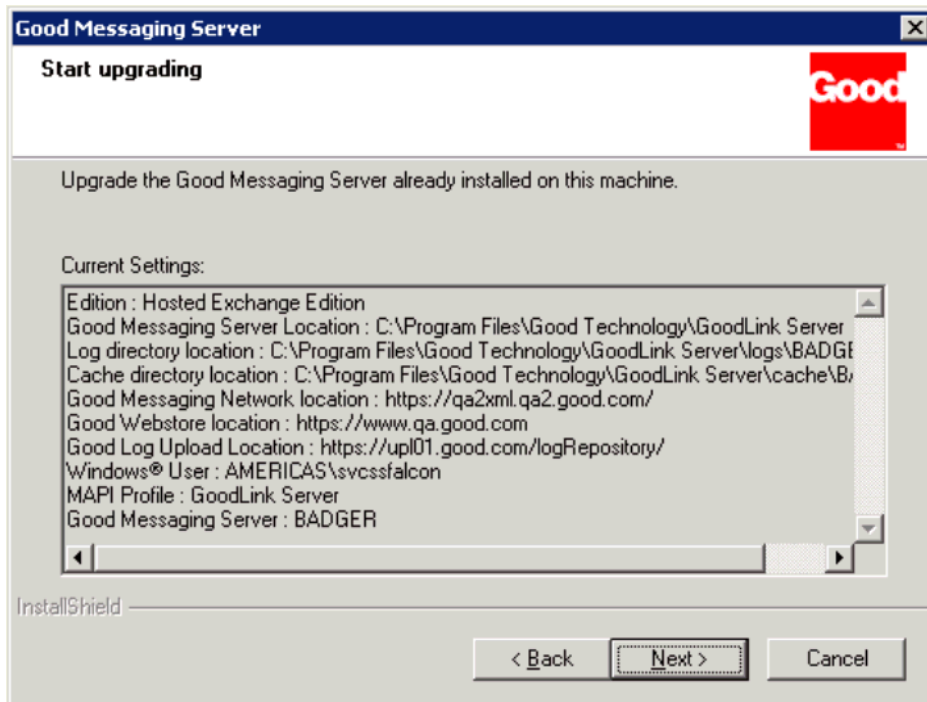 Good Messaging Server
Start upgrading
Good
Upgrade the Good Messaging Server already installed on this machine.
Current Settings:
Edition : Hosted Exchange Edition
Good Messaging Server Location : C:\Program Files\Good Technology\GoodLink Server
Log directory location : C:\Program Files\Good Technology\GoodLink Server\logs\BADGE
Cache directory location : C:\Program Files\Good Technology\GoodLink Server\cache\BA
Good Messaging Network location : https://qa2xml.qa2.good.com/
Good Webstore location : https://www.qa.good.com
Good Log Upload Location : https://upl01.good.com/logRepository/
Windows® User : AMERICAS\svcssfalcon
MAPI Profile : GoodLink Server
Good Messaging Server : BADGER
InstallShield
< Back
Next >
Cancel